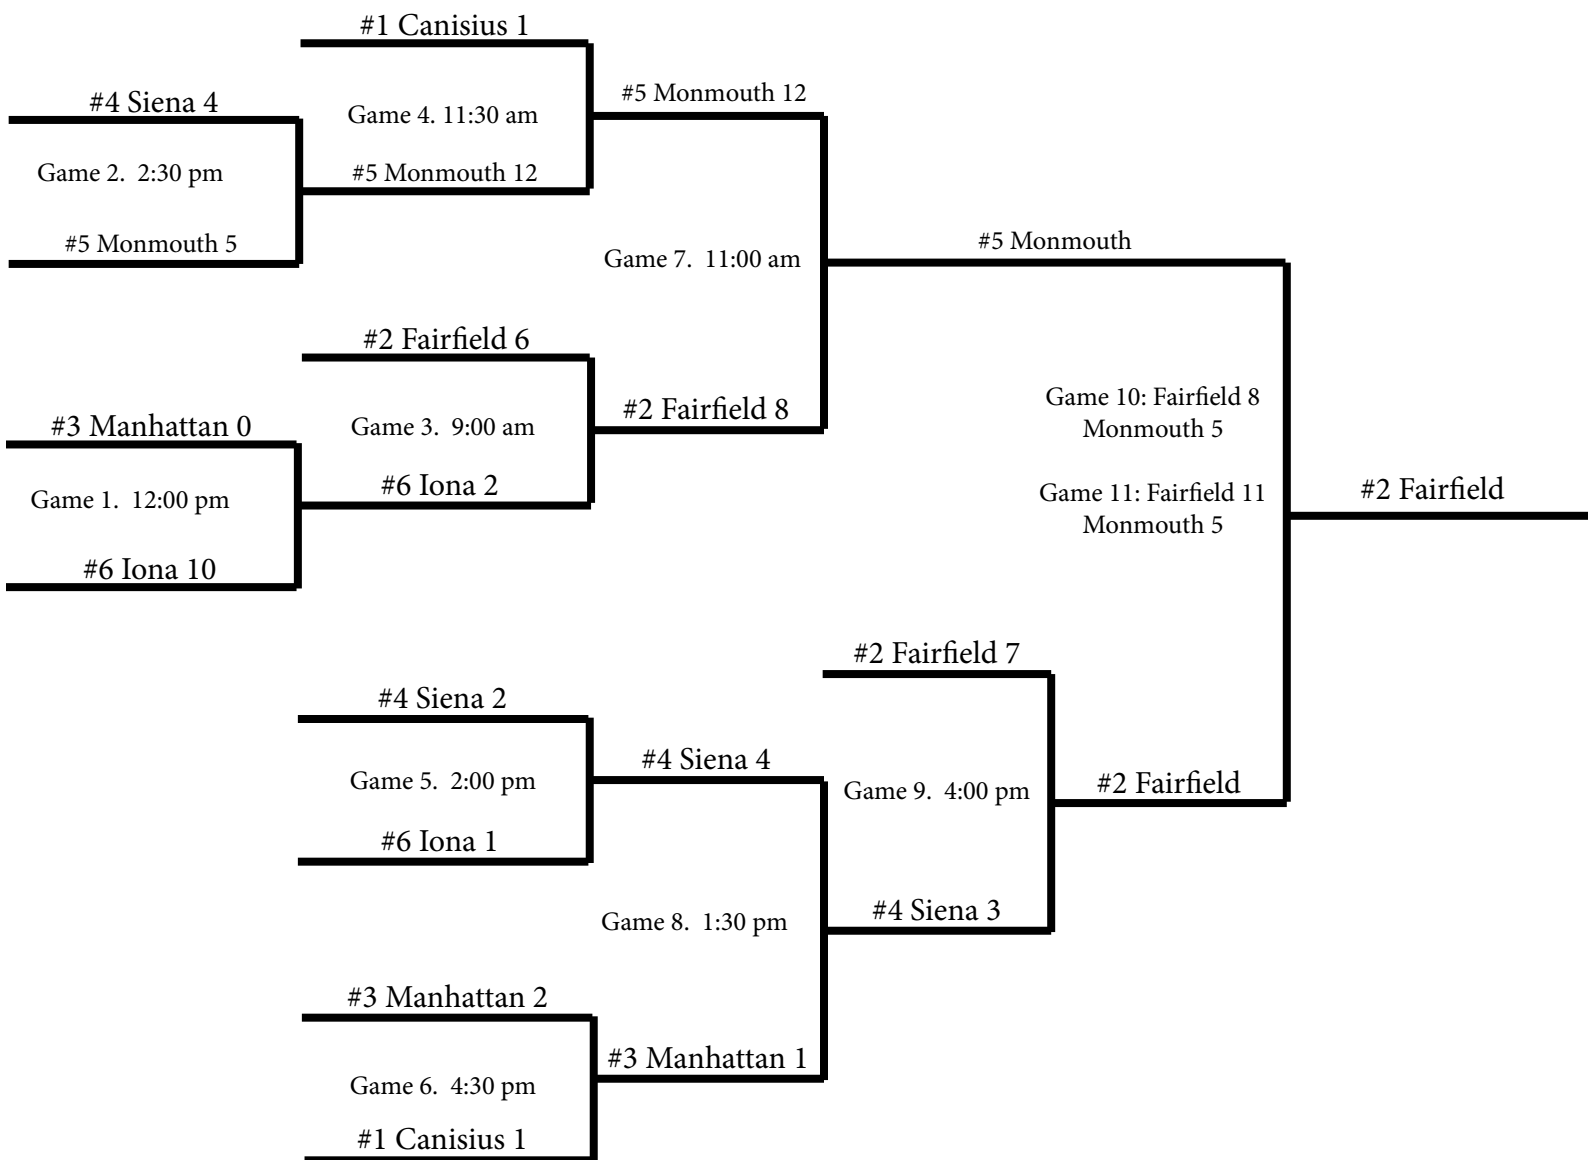 #1 Canisius 1
#4 Siena 4
Game 4. 11:30 am
#5 Monmouth 12
Game 2.  2:30 pm
#5 Monmouth 12
#5 Monmouth 5
Game 7.  11:00 am
#5 Monmouth
#2 Fairfield 6
#3 Manhattan 0
Game 3.  9:00 am
#2 Fairfield 8
Game 10: Fairfield 8
Monmouth 5
Game 1.  12:00 pm
#6 Iona 2
Game 11: Fairfield 11
Monmouth 5
#2 Fairfield
#6 Iona 10
#2 Fairfield 7
#4 Siena 2
Game 5.  2:00 pm
#4 Siena 4
Game 9.  4:00 pm
#2 Fairfield
#6 Iona 1
Game 8.  1:30 pm
#4 Siena 3
#3 Manhattan 2
#3 Manhattan 1
Game 6.  4:30 pm
#1 Canisius 1